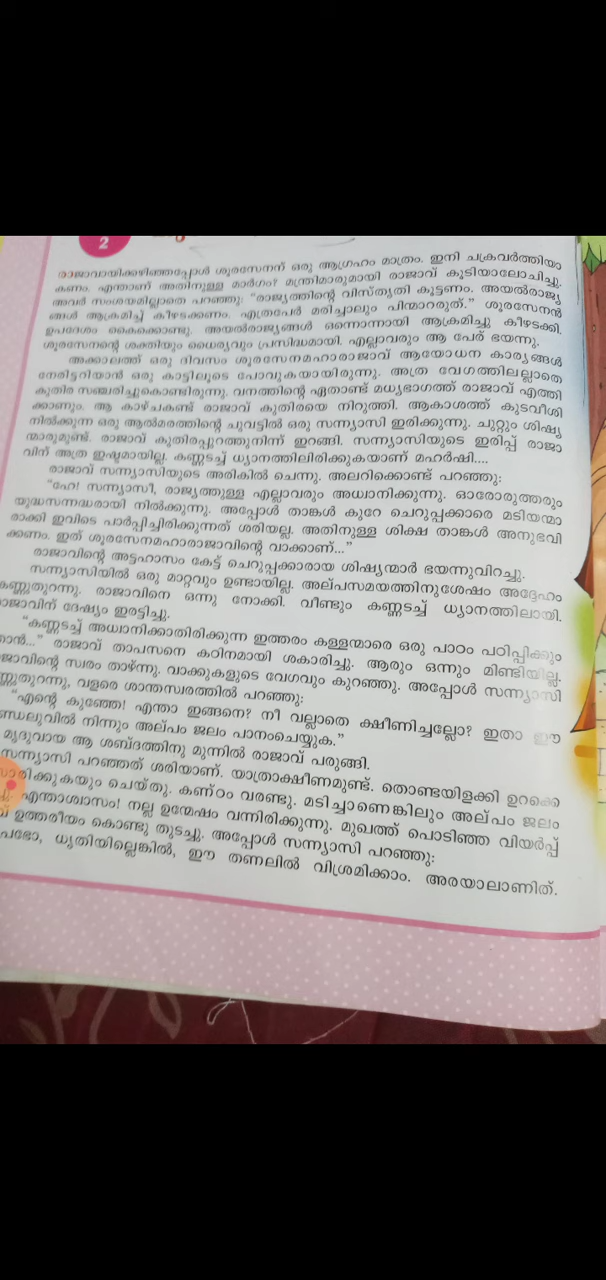 2
രാജാവായിക്കഴിഞ്ഞപ്പോൾ ശൂരസേനന് ഒരു ആഗ്രഹം മാത്രം. ഇനി ചക്രവർത്തിയാ
കണം. എന്താണ് അതിനുള്ള മാർഗം? മന്ത്രിമാരുമായി രാജാവ് കൂടിയാലോചിച്ചു.
അവർ സംശയമില്ലാതെ പറഞ്ഞു: “രാജ്യത്തിന്റെ വിസ്തൃതി കൂട്ടണം. അയൽരാജ്യ
ങ്ങൾ ആക്രമിച്ച് കീഴടക്കണം. എത്രപേർ മരിച്ചാലും പിന്മാറരുത്.” ശൂരസേനൻ
ഉപദേശം കൈക്കൊണ്ടു. അയൽരാജ്യങ്ങൾ ഒന്നൊന്നായി ആക്രമിച്ചു കീഴടക്കി.
ശൂരസേനന്റെ ശക്തിയും ധൈര്യവും പ്രസിദ്ധമായി. എല്ലാവരും ആ പേര് ഭയന്നു.
അക്കാലത്ത് ഒരു ദിവസം ശൂരസേനമഹാരാജാവ് ആയോധന കാര്യങ്ങൾ
നേരിട്ടറിയാൻ ഒരു കാട്ടിലൂടെ പോവുകയായിരുന്നു. അത്ര വേഗത്തിലല്ലാതെ
കുതിര സഞ്ചരിച്ചുകൊണ്ടിരുന്നു. വനത്തിന്റെ ഏതാണ്ട് മധ്യഭാഗത്ത് രാജാവ് എത്തി
ക്കാണും. ആ കാഴ്ചകണ്ട് രാജാവ് കുതിരയെ നിറുത്തി. ആകാശത്ത് കുടവീശി
നിൽക്കുന്ന ഒരു ആൽമരത്തിന്റെ ചുവട്ടിൽ ഒരു സന്ന്യാസി ഇരിക്കുന്നു. ചുറ്റും ശിഷ്യ
ന്മാരുമുണ്ട്. രാജാവ് കുതിരപ്പുറത്തുനിന്ന് ഇറങ്ങി. സന്ന്യാസിയുടെ ഇരിപ്പ് രാജാ
വിന് അത്ര ഇഷ്ടമായില്ല. കണ്ണടച്ച് ധ്യാനത്തിലിരിക്കുകയാണ് മഹർഷി....
രാജാവ് സന്ന്യാസിയുടെ അരികിൽ ചെന്നു. അലറിക്കൊണ്ട് പറഞ്ഞു:
“ഹേ! സന്ന്യാസീ, രാജ്യത്തുള്ള എല്ലാവരും അധ്വാനിക്കുന്നു. ഓരോരുത്തരും
യുദ്ധസന്നദ്ധരായി നിൽക്കുന്നു. അപ്പോൾ താങ്കൾ കുറേ ചെറുപ്പക്കാരെ മടിയന്മാ
രാക്കി ഇവിടെ പാർപ്പിച്ചിരിക്കുന്നത് ശരിയല്ല. അതിനുള്ള ശിക്ഷ താങ്കൾ അനുഭവി
ക്കണം. ഇത് ശൂരസേനമഹാരാജാവിന്റെ വാക്കാണ്...”
രാജാവിന്റെ അട്ടഹാസം കേട്ട് ചെറുപ്പക്കാരായ ശിഷ്യന്മാർ ഭയന്നുവിറച്ചു.
സന്ന്യാസിയിൽ ഒരു മാറ്റവും ഉണ്ടായില്ല. അല്പസമയത്തിനുശേഷം അദ്ദേഹം
കണ്ണുതുറന്നു. രാജാവിനെ ഒന്നു നോക്കി. വീണ്ടും കണ്ണടച്ച് ധ്യാനത്തിലായി.
രാജാവിന് ദേഷ്യം ഇരട്ടിച്ചു.
“കണ്ണടച്ച് അധ്വാനിക്കാതിരിക്കുന്ന ഇത്തരം കള്ളന്മാരെ ഒരു പാഠം പഠിപ്പിക്കും
ഞാൻ...” രാജാവ് താപസനെ കഠിനമായി ശകാരിച്ചു. ആരും ഒന്നും മിണ്ടിയില്ല.
ജാവിന്റെ സ്വരം താഴ്ന്നു. വാക്കുകളുടെ വേഗവും കുറഞ്ഞു. അപ്പോൾ സന്ന്യാസി
ണ്ണുതുറന്നു, വളരെ ശാന്തസ്വരത്തിൽ പറഞ്ഞു:
“എന്റെ കുഞ്ഞേ! എന്താ ഇങ്ങനെ? നീ വല്ലാതെ ക്ഷീണിച്ചല്ലോ? ഇതാ ഈ
ണ്ഡലുവിൽ നിന്നും അല്പം ജലം പാനംചെയ്യുക.”
മൃദുവായ ആ ശബ്ദത്തിനു മുന്നിൽ രാജാവ് പരുങ്ങി.
സന്ന്യാസി പറഞ്ഞത് ശരിയാണ്. യാത്രാക്ഷീണമുണ്ട്. തൊണ്ടയിളക്കി ഉറക്കെ
സാരിക്കുകയും ചെയ്തു. കണ്ഠം വരണ്ടു. മടിച്ചാണെങ്കിലും അല്പം ജലം
എന്താശ്വാസം! നല്ല ഉന്മേഷം വന്നിരിക്കുന്നു. മുഖത്ത് പൊടിഞ്ഞ വിയർപ്പ്
ഉത്തരീയം കൊണ്ടു തുടച്ചു. അപ്പോൾ സന്ന്യാസി പറഞ്ഞു:
പ്രഭോ, ധൃതിയില്ലെങ്കിൽ, ഈ തണലിൽ വിശ്രമിക്കാം. അരയാലാണിത്.